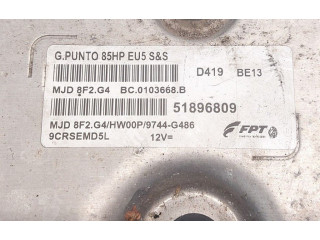 G.PUNTO 85HP EU5 S&S
D419 BE13
MJD 8F2.G4 BC.0103668.B
51896809
MJD 8F2.G4/HW00P/9744-G486
9CRSEMD5L 12V=
FPT